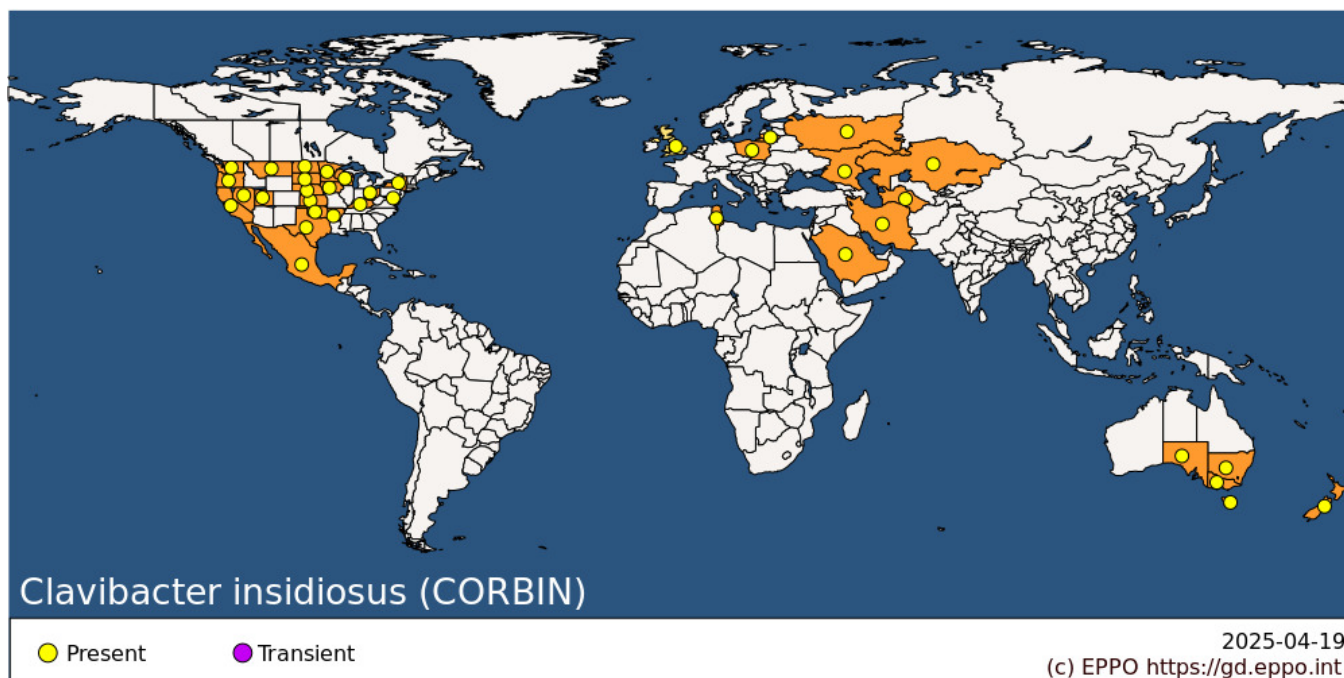 Clavibacter insidiosus (CORBIN)
Present
Transient
2025-04-19
(c) EPPO https://gd.eppo.int